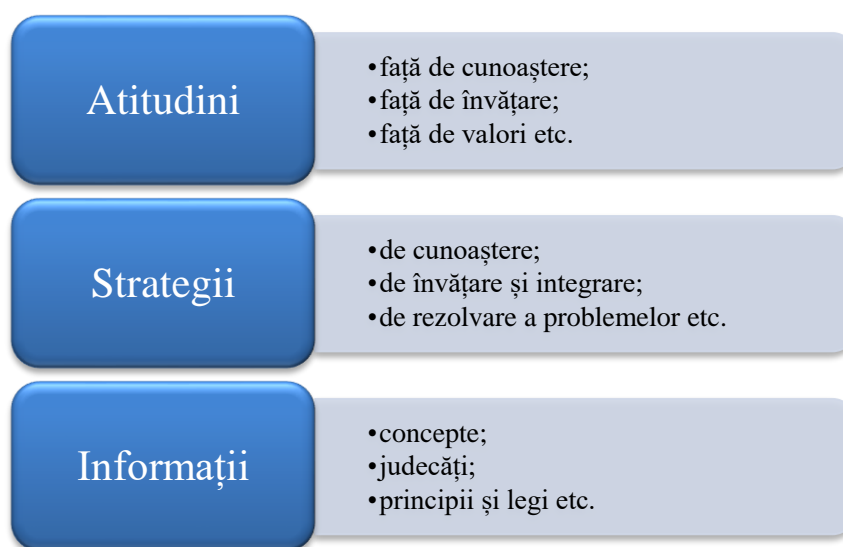 Atitudini
•față de cunoaștere;
•față de învățare;
•față de valori etc.
Strategii
•de cunoaștere;
•de învățare și integrare;
•de rezolvare a problemelor etc.
Informații
•concepte;
•judecăți;
•principii și legi etc.